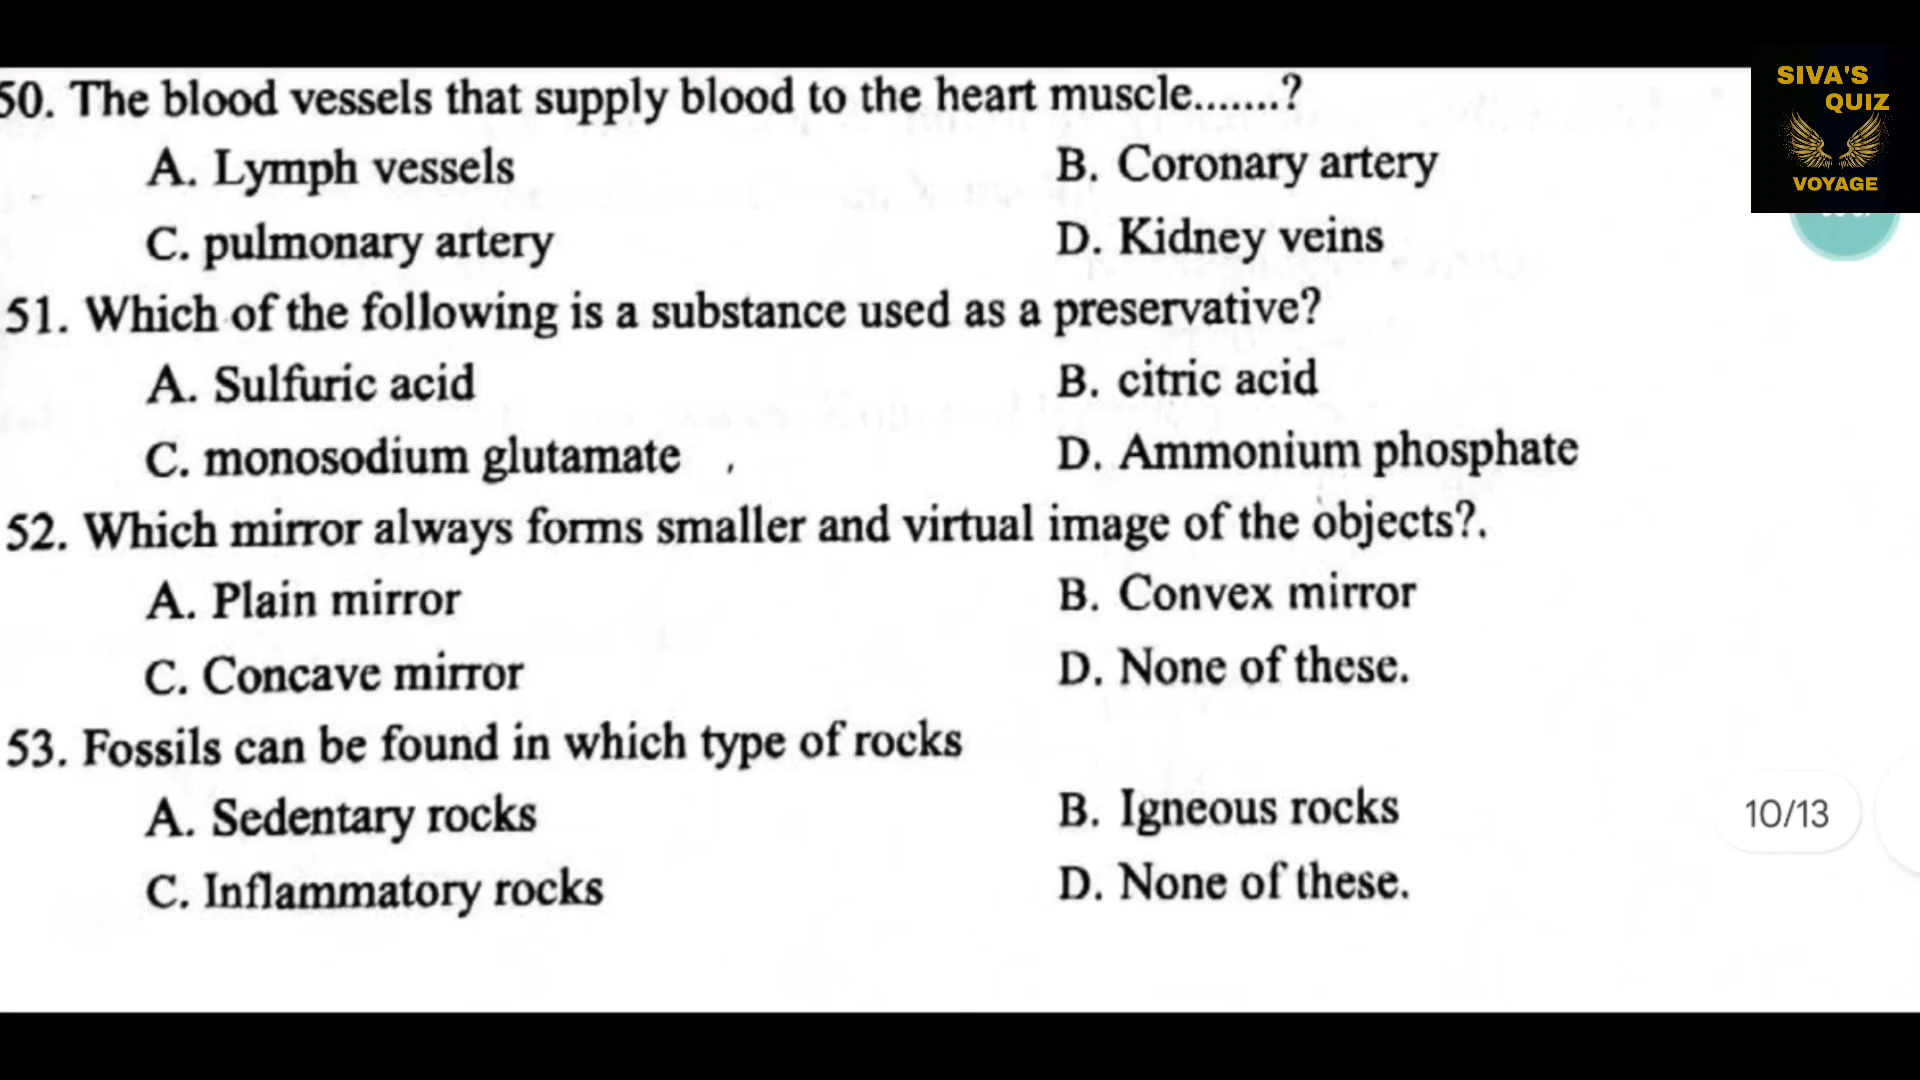 SIVA'S
QUIZ
VOYAGE
50. The blood vessels that supply blood to the heart muscle.......?
A. Lymph vessels
B. Coronary artery
C. pulmonary artery
D. Kidney veins
51. Which of the following is a substance used as a preservative?
A. Sulfuric acid
B. citric acid
C. monosodium glutamate
D. Ammonium phosphate
52. Which mirror always forms smaller and virtual image of the objects?.
A. Plain mirror
B. Convex mirror
C. Concave mirror
D. None of these.
53. Fossils can be found in which type of rocks
A. Sedentary rocks
B. Igneous rocks
C. Inflammatory rocks
D. None of these.
10/13